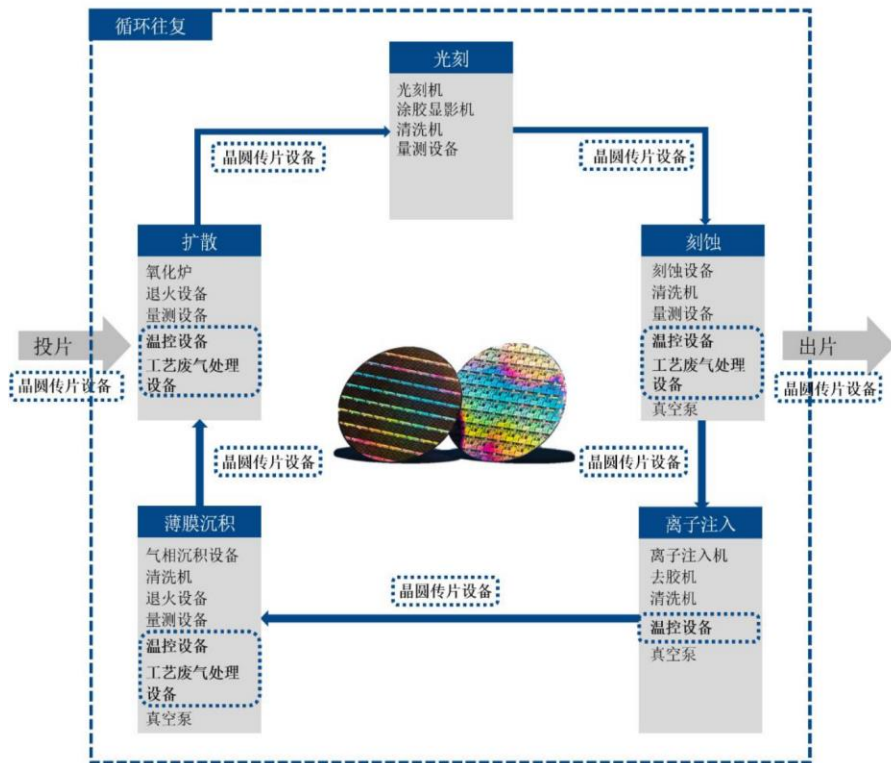 循环往复
光刻
光刻机
涂胶显影机
清洗机
量测设备
晶圆传片设备
晶圆传片设备
扩散
氧化炉
退火设备
量测设备
温控设备
工艺废气处理
设备
刻蚀
刻蚀设备
清洗机
量测设备
温控设备
工艺废气处理
设备
真空泵
投片
晶圆传片设备
出片
晶圆传片设备
晶圆传片设备
晶圆传片设备
薄膜沉积
气相沉积设备
清洗机
退火设备
量测设备
温控设备
工艺废气处理
设备
真空泵
晶圆传片设备
离子注入
离子注入机
去胶机
清洗机
温控设备
真空泵